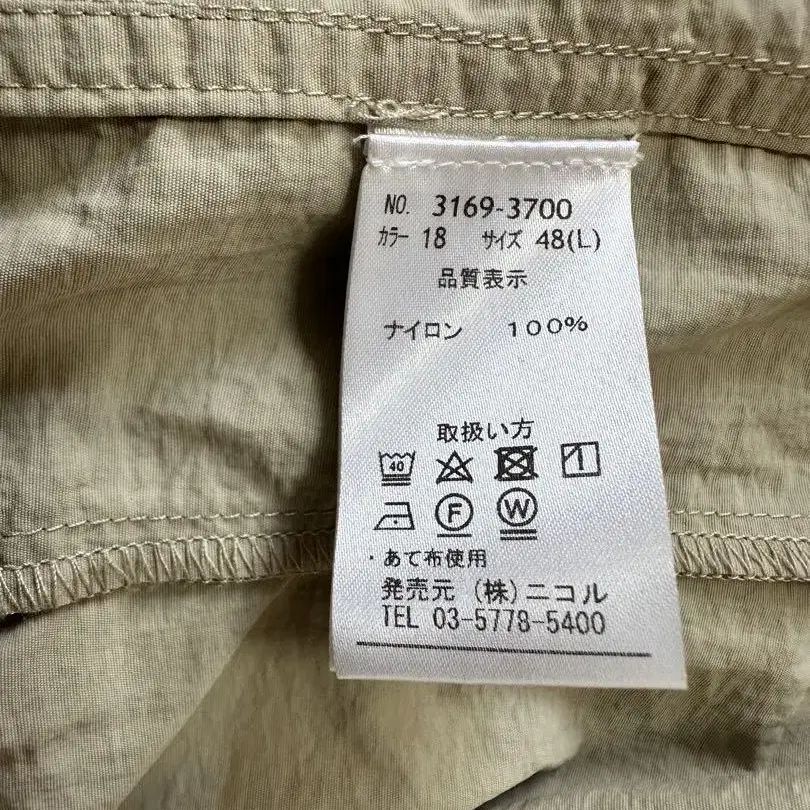 NO. 3169-3700
カラー 18 サイズ 48(L)
品質表示
ナイロン 100%
取扱い方
40
F W
・あて布使用
発売元 (株)ニコル
TEL 03-5778-5400